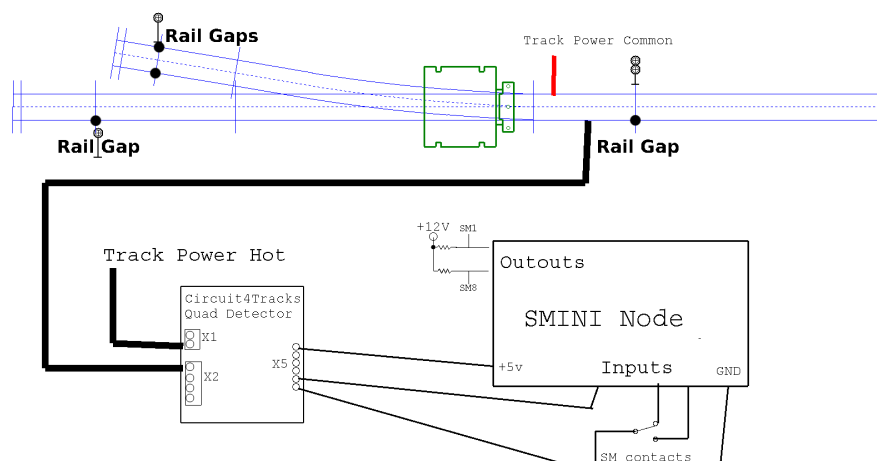 Rail Gaps
Track Power Common
Rail Gap
Rail Gap
+12V
SM1
SM8
Track Power Hot
Outouts
Circuit4Tracks
Quad Detector
SMINI Node
X1
X5
+5v
Inputs
GND
X2
SM contacts